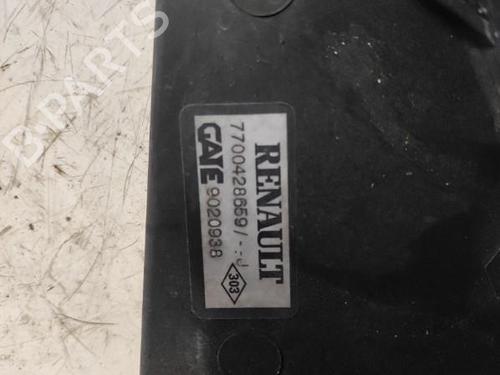 RENAULT
7700428659/--J
GATE 9020938
303
B-PARTS